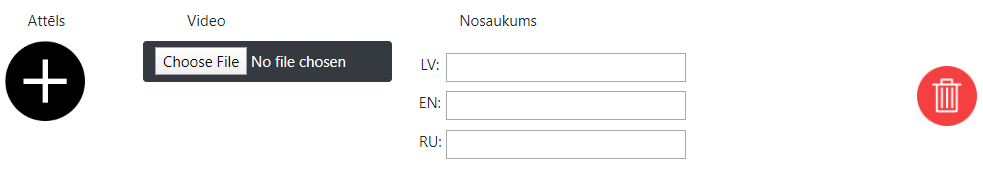 Attēls Video Nosaukums
Choose File No file chosen
LV:
EN:
RU: